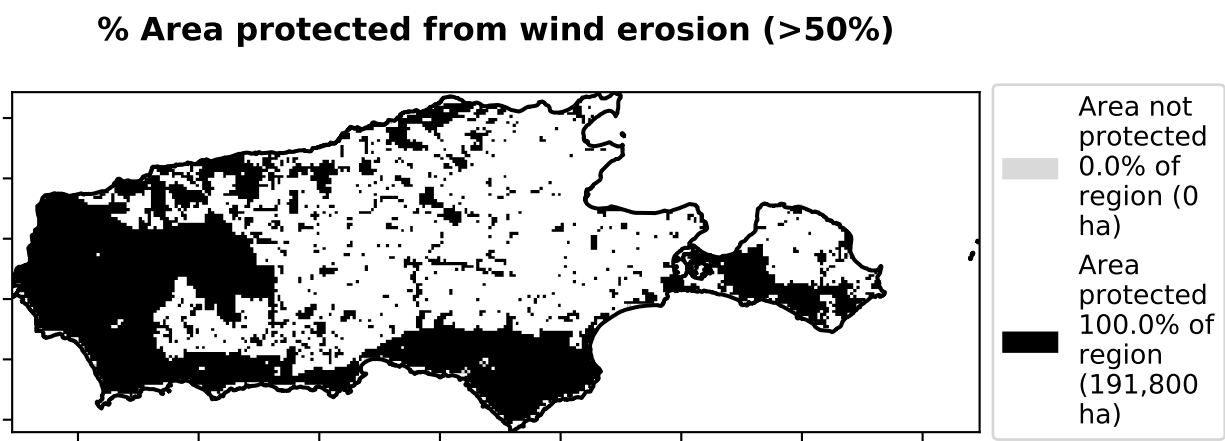 % Area protected from wind erosion (>50%)
Area not
protected
0.0% of
region (0
ha)
Area
protected
100.0% of
region
(191,800
ha)